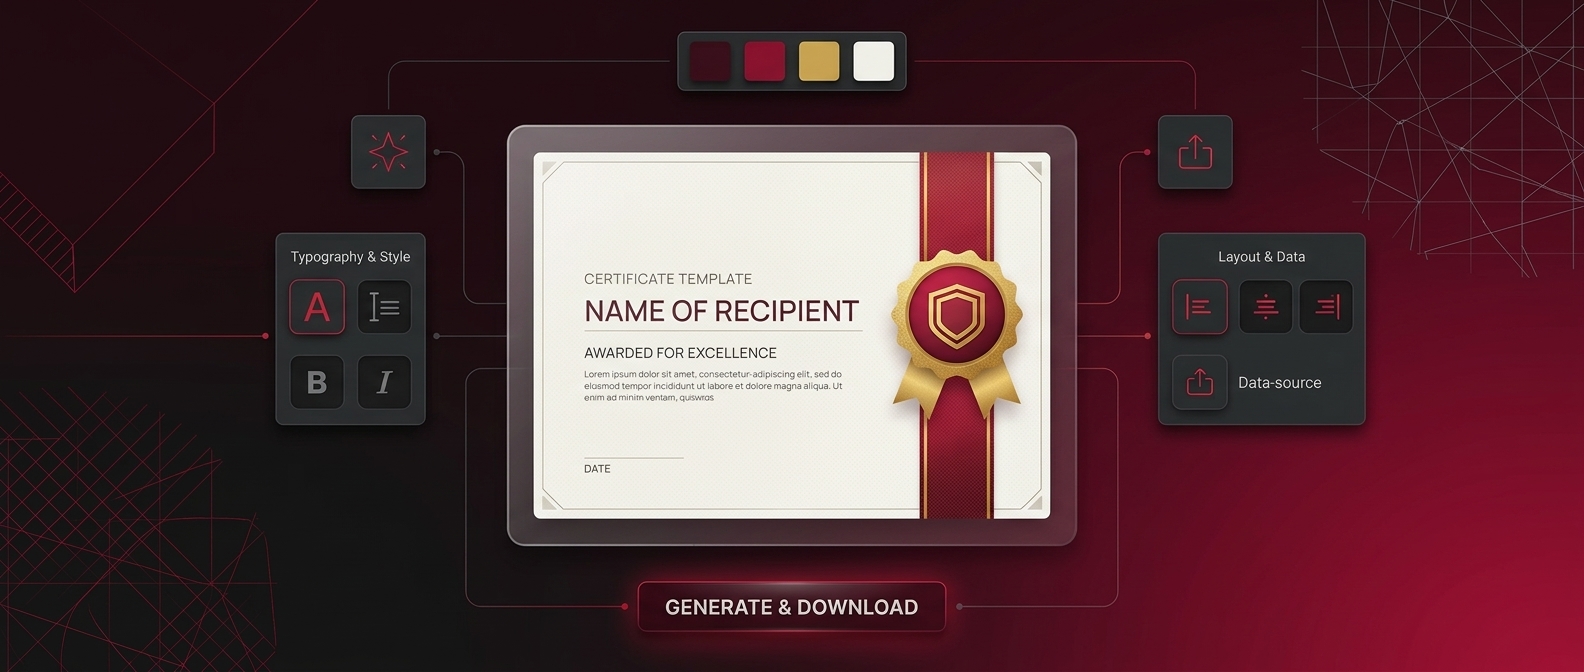 Typography & Style
A
B
I
CERTIFICATE TEMPLATE
NAME OF RECIPIENT
AWARDED FOR EXCELLENCE
Lorem ipsum dolor sit amet, consectetur-adipiscing elit, sed do
elusmod tempor incididunt ut labore et dolore magna aliqua. Ut
enim ad minim ventam, quiswros
DATE
Layout & Data
Data-source
GENERATE & DOWNLOAD